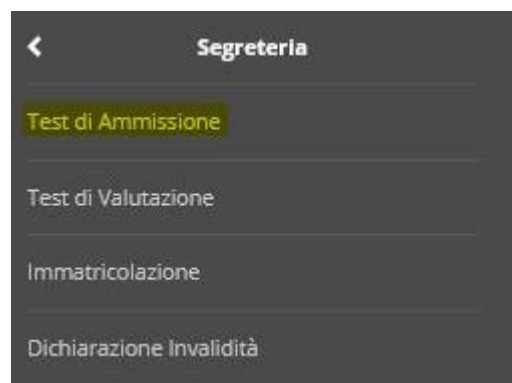 Segreteria
Test di Ammissione
Test di Valutazione
Immatricolazione
Dichiarazione Invalidità